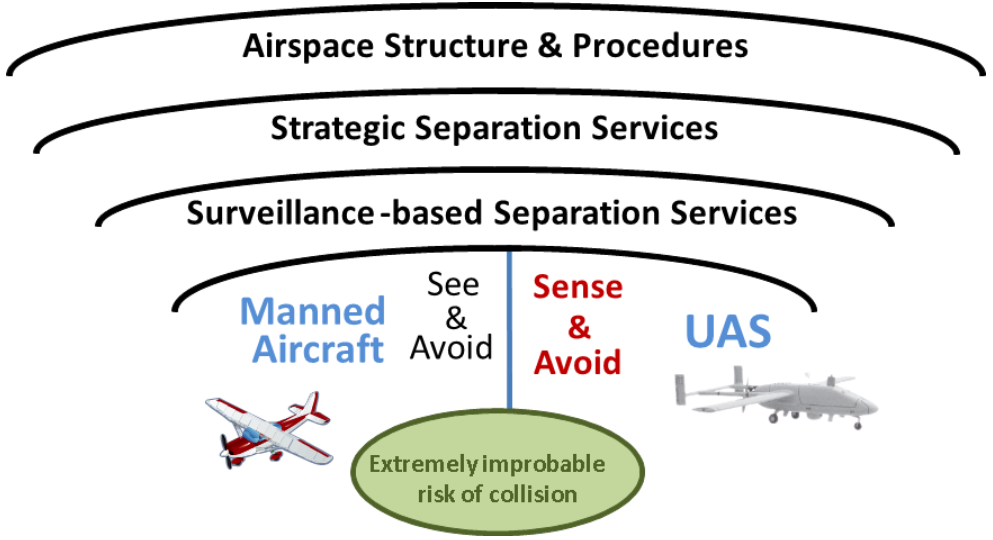 Airspace Structure & Procedures
Strategic Separation Services
Surveillance-based Separation Services
Manned
Aircraft
See
&
Avoid
Sense
&
Avoid
UAS
Extremely improbable
risk of collision